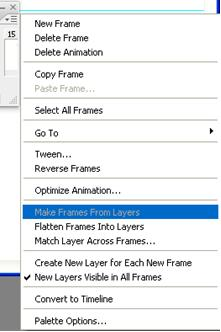 15
New Frame
Delete Frame
Delete Animation
Copy Frame
Paste Frame...
Select All Frames
Go To
Tween...
Reverse Frames
Optimize Animation...
Make Frames From Layers
Flatten Frames Into Layers
Match Layer Across Frames...
Create New Layer for Each New Frame
New Layers Visible in All Frames
Convert to Timeline
Palette Options...